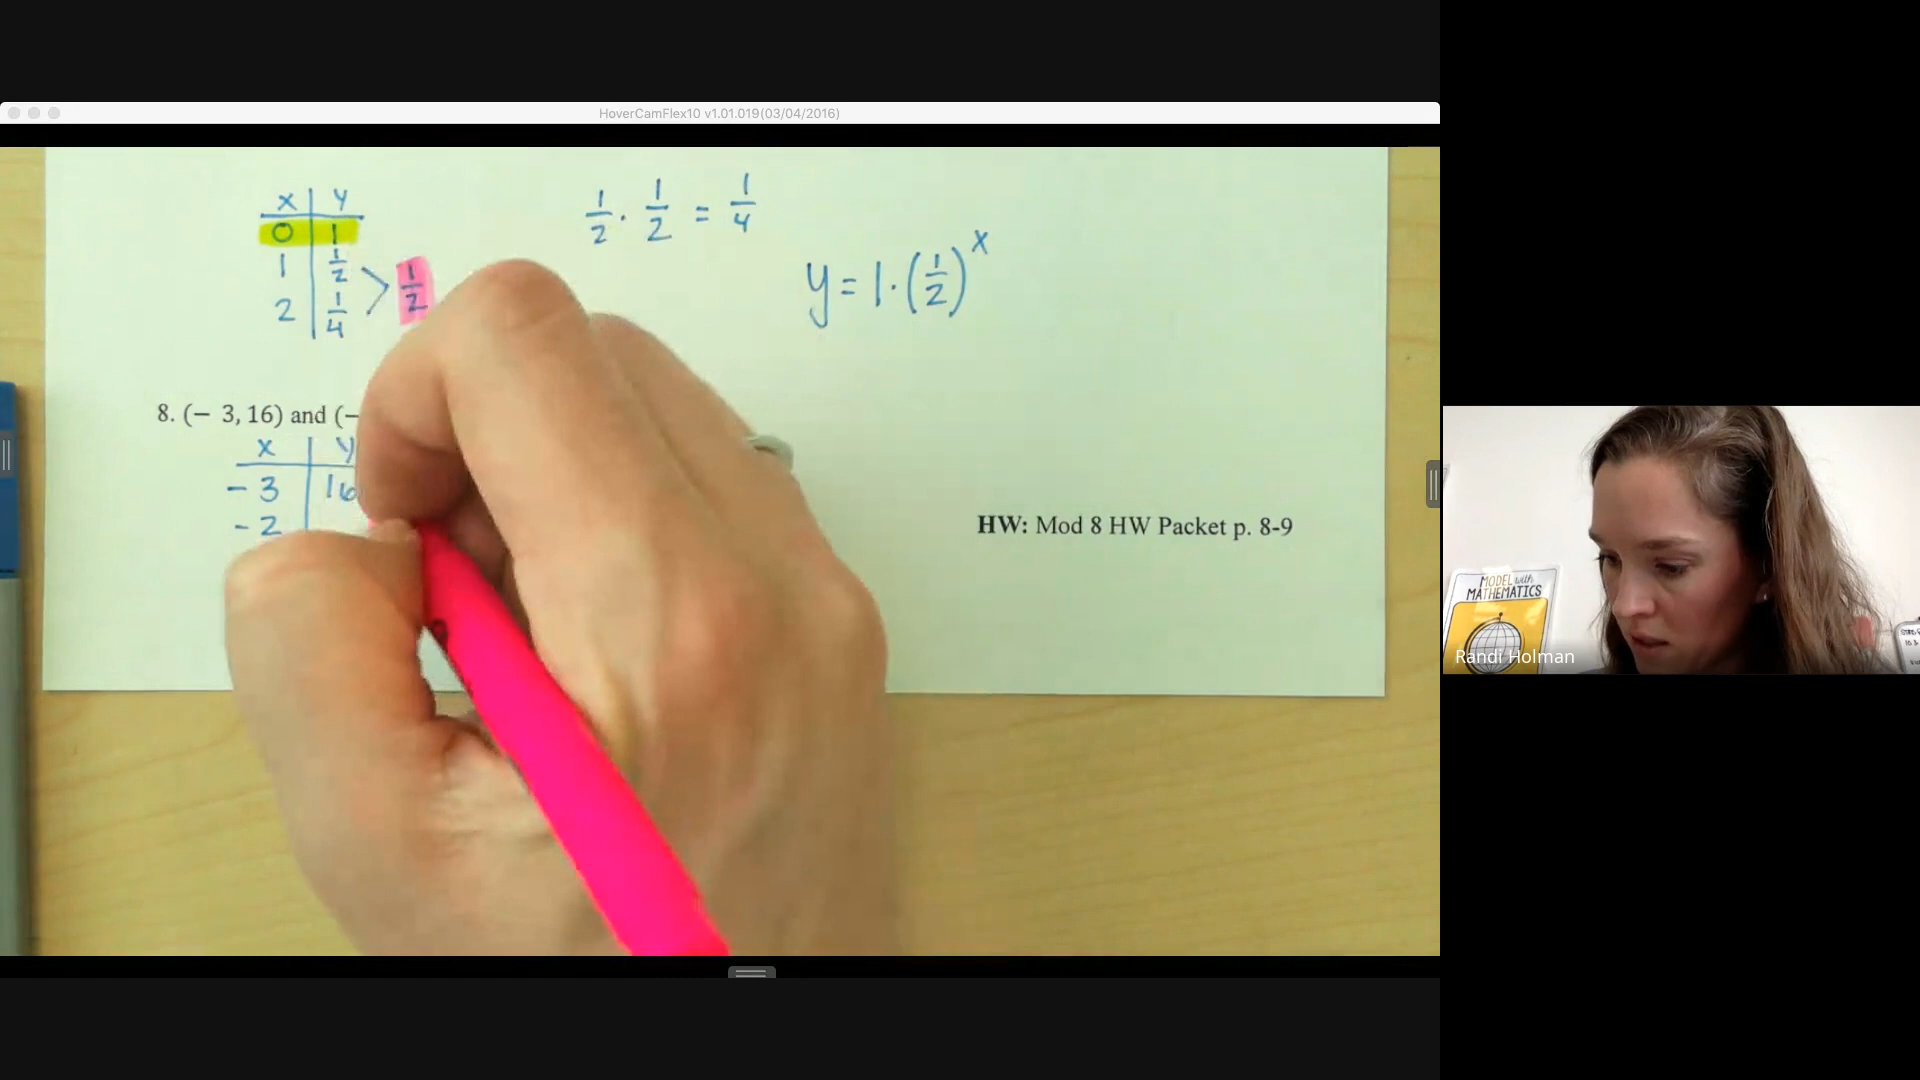 HoverCamFlex10 v1.01.019(03/04/2016)
x y
0 1
1 1/2
2 1/4
> 1/2
1/2 · 1/2 = 1/4
y = 1 · (1/2)^x
8. (− 3, 16) and (−
x y
-3 16
-2
HW: Mod 8 HW Packet p. 8-9
MODEL with
MATHEMATICS
Randi Holman